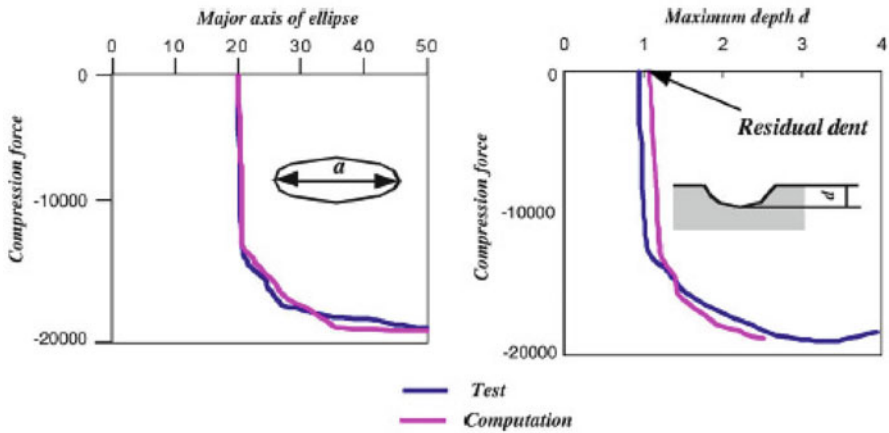 Major axis of ellipse
0 10 20 30 40 50
0
-10000
-20000
Compression force
a
Maximum depth d
0 1 2 3 4
0
-10000
-20000
Compression force
Residual dent
d
Test
Computation